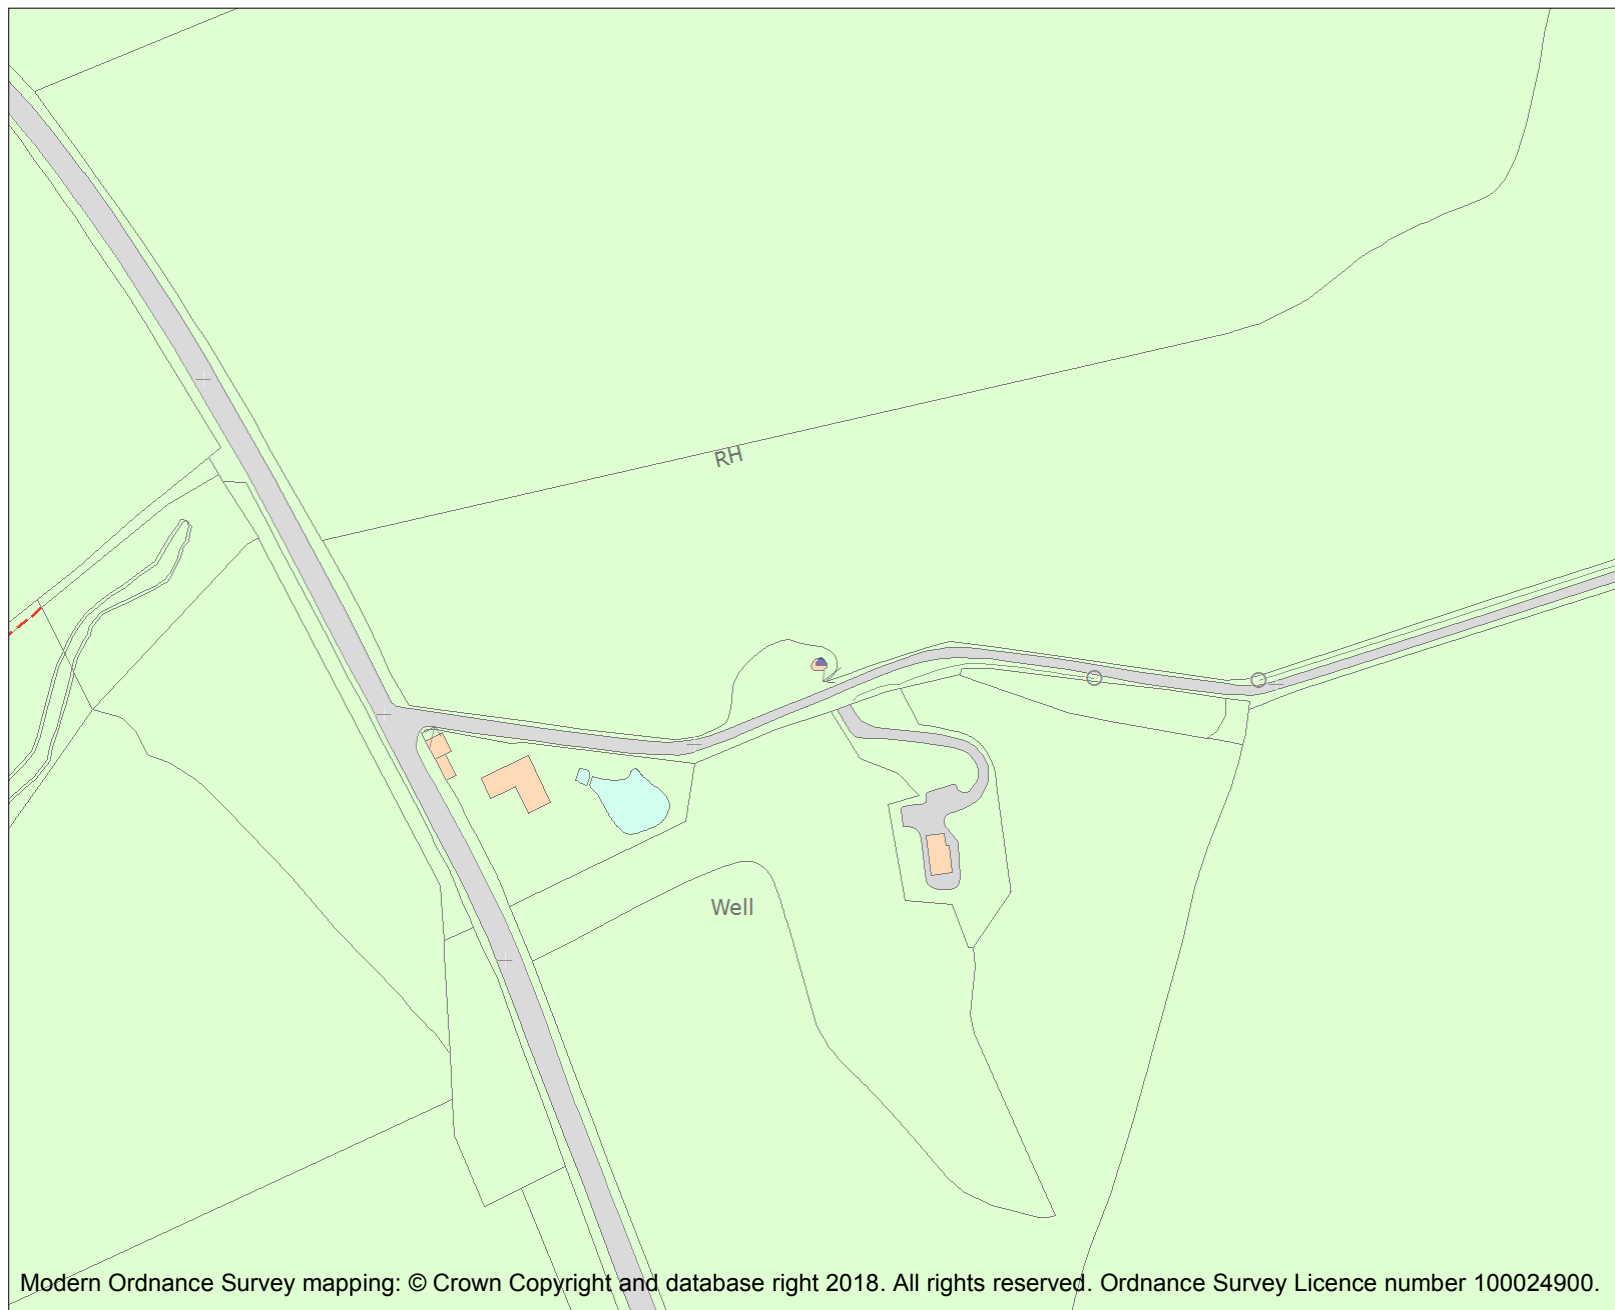 RH
Well
Modern Ordnance Survey mapping: © Crown Copyright and database right 2018. All rights reserved. Ordnance Survey Licence number 100024900.